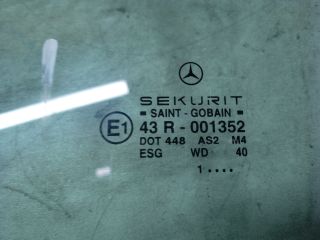 SEKURIT
SAINT - GOBAIN
E1 43 R - 001352
DOT 448 AS2 M4
ESG WD 40
1 . . . .